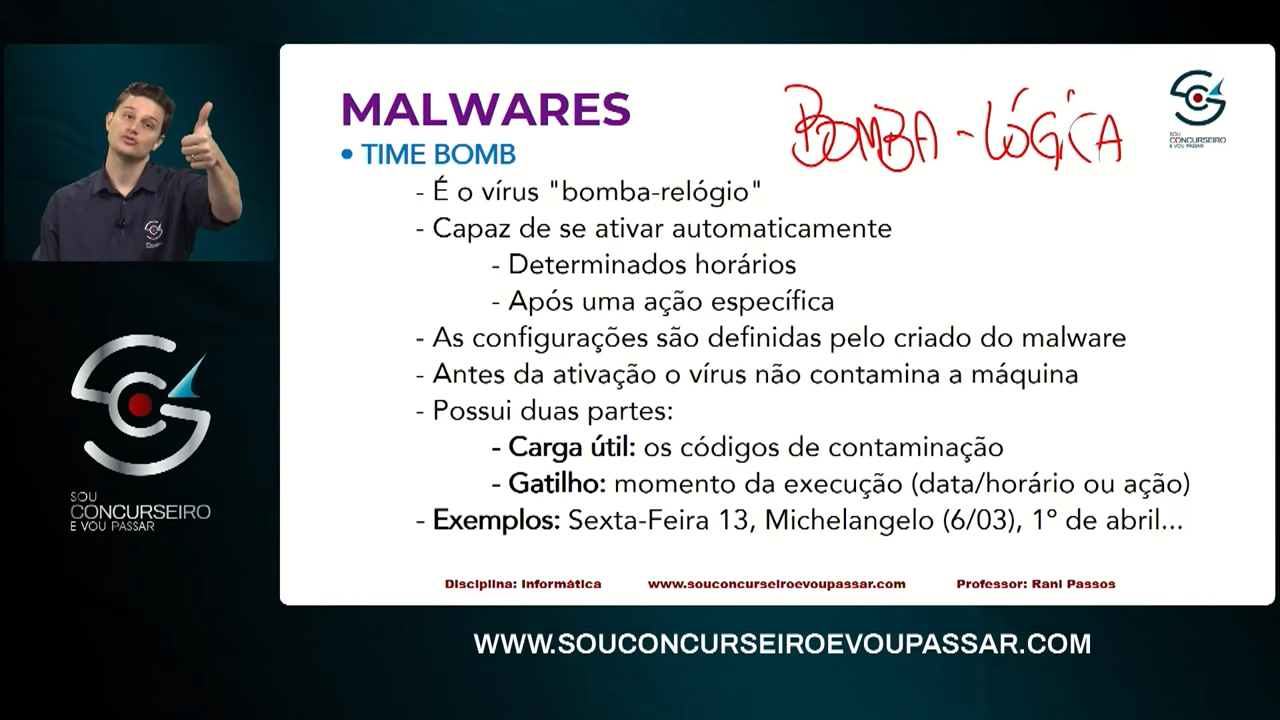 MALWARES
BOMBA-LÓGICA
SOU
CONCURSEIRO
E VOU PASSAR
• TIME BOMB
- É o vírus "bomba-relógio"
- Capaz de se ativar automaticamente
- Determinados horários
- Após uma ação específica
- As configurações são definidas pelo criado do malware
- Antes da ativação o vírus não contamina a máquina
- Possui duas partes:
- Carga útil: os códigos de contaminação
- Gatilho: momento da execução (data/horário ou ação)
- Exemplos: Sexta-Feira 13, Michelangelo (6/03), 1º de abril...
SOU
CONCURSEIRO
E VOU PASSAR
Disciplina: Informática www.souconcurseiroevoupassar.com Professor: Rani Passos
WWW.SOUCONCURSEIROEVOUPASSAR.COM